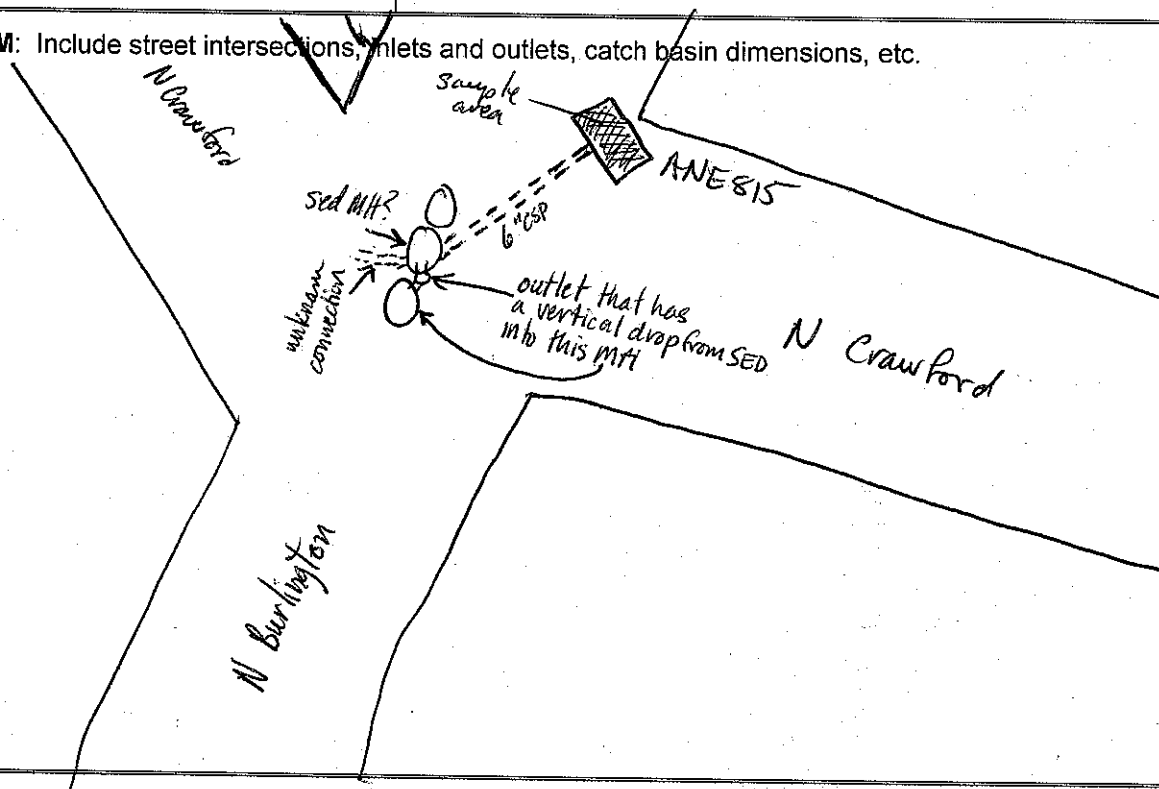 M: Include street intersections, inlets and outlets, catch basin dimensions, etc.
N Crawford
Sample
area
ANE815
sed MH?
6" CSP
unknown
connection
outlet that has
a vertical drop from SED
into this MH
N Crawford
N Burlington